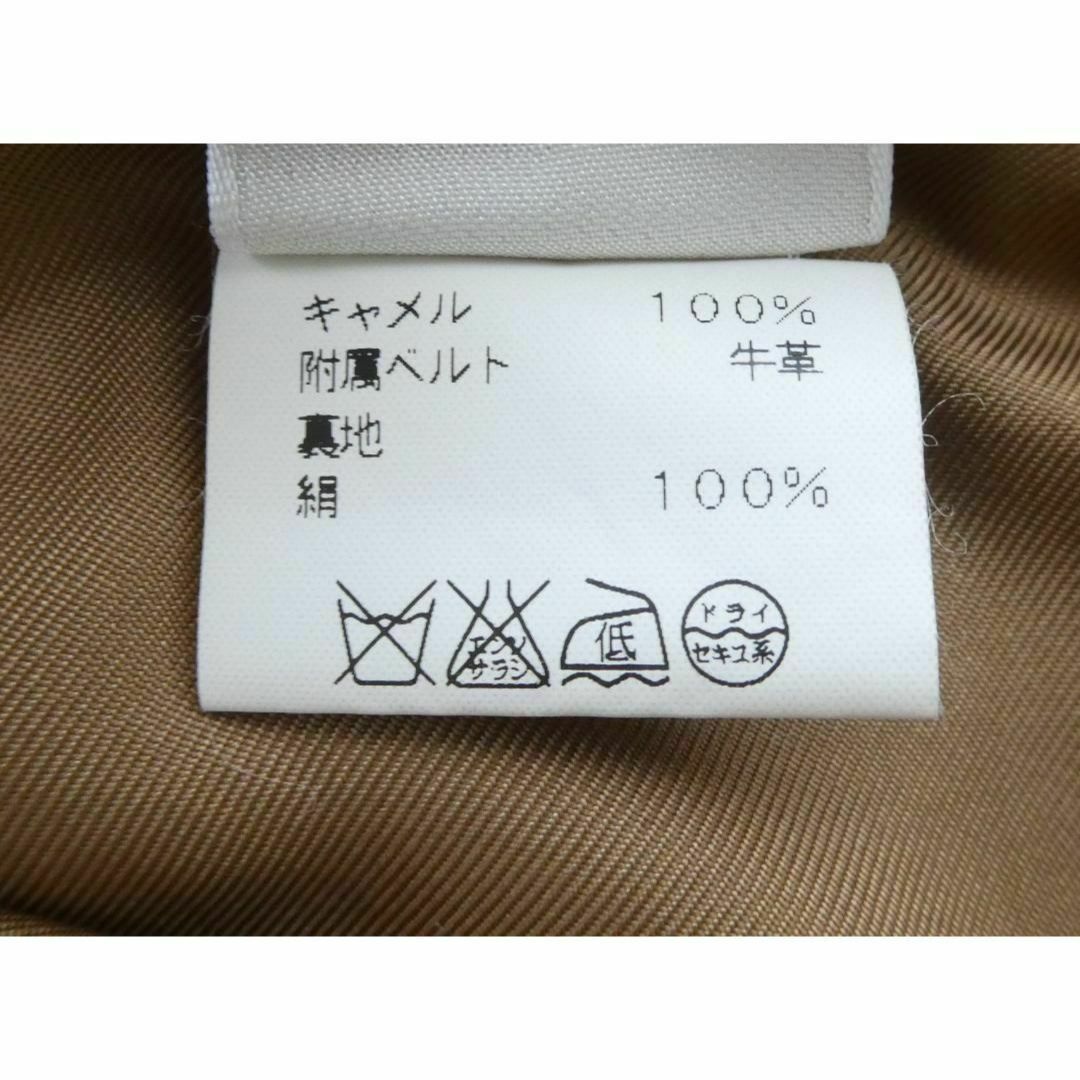 キャメル 100%
附属ベルト 牛革
裏地
絹 100%
エンソ
サラシ
低
ドライ
セキユ系